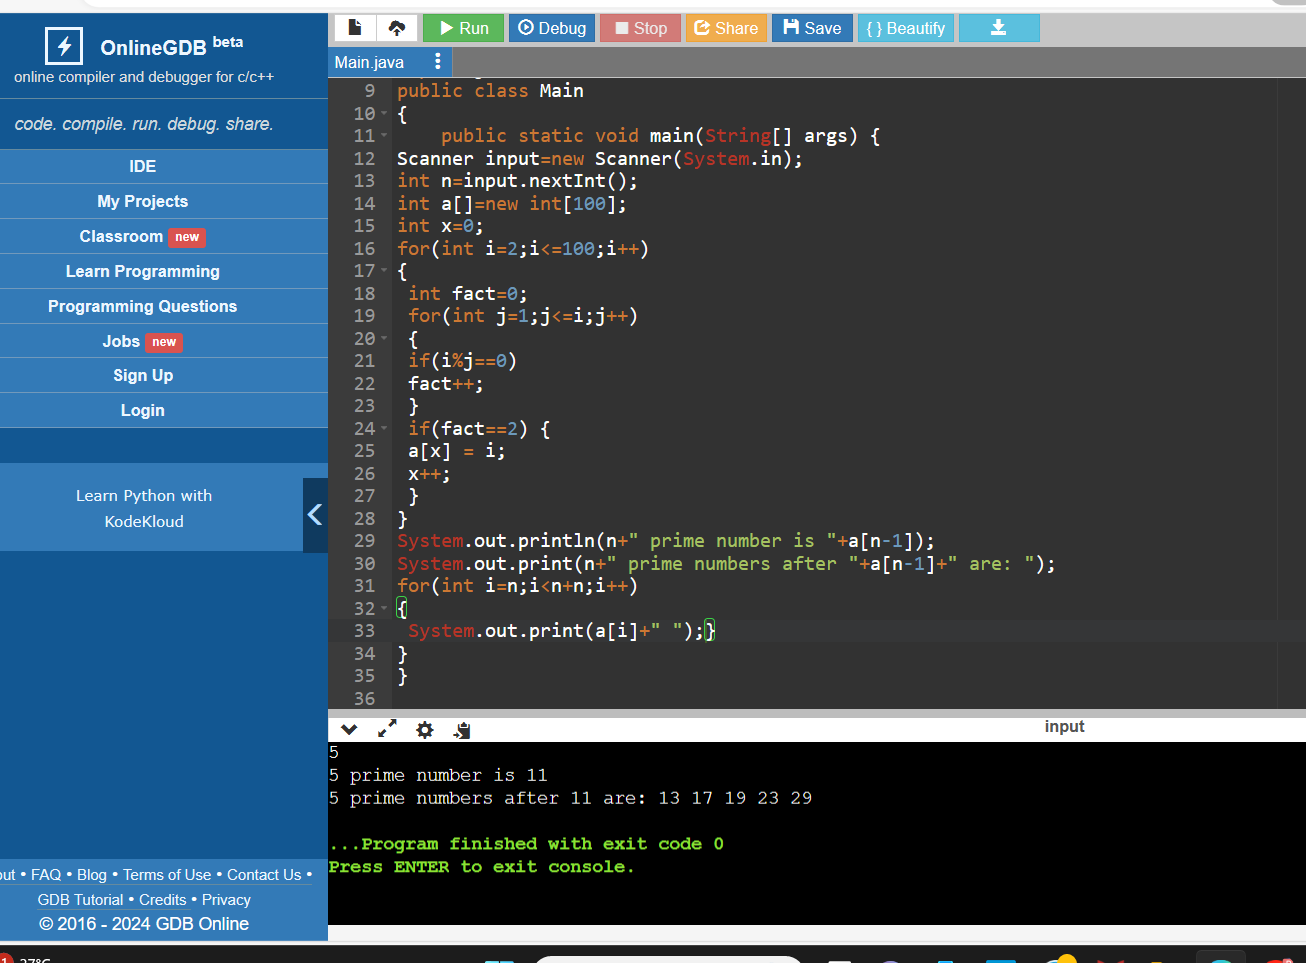 OnlineGDB beta
online compiler and debugger for c/c++
code. compile. run. debug. share.
IDE
My Projects
Classroom new
Learn Programming
Programming Questions
Jobs new
Sign Up
Login
Learn Python with
KodeKloud
FAQ • Blog • Terms of Use • Contact Us •
GDB Tutorial • Credits • Privacy
© 2016 - 2024 GDB Online
Run Debug Stop Share Save { } Beautify
Main.java
9 public class Main
10 {
11 public static void main(String[] args) {
12 Scanner input=new Scanner(System.in);
13 int n=input.nextInt();
14 int a[]=new int[100];
15 int x=0;
16 for(int i=2;i<=100;i++)
17 {
18 int fact=0;
19 for(int j=1;j<=i;j++)
20 {
21 if(i%j==0)
22 fact++;
23 }
24 if(fact==2) {
25 a[x] = i;
26 x++;
27 }
28 }
29 System.out.println(n+" prime number is "+a[n-1]);
30 System.out.print(n+" prime numbers after "+a[n-1]+" are: ");
31 for(int i=n;i<n+n;i++)
32 {
33 System.out.print(a[i]+" ");}
34 }
35 }
36
input
5
5 prime number is 11
5 prime numbers after 11 are: 13 17 19 23 29
...Program finished with exit code 0
Press ENTER to exit console.